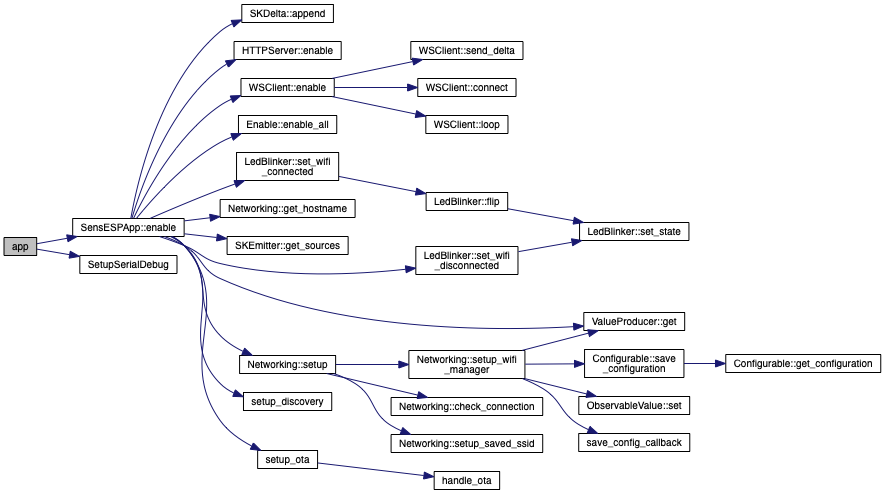 SKDelta::append
HTTPServer::enable
WSClient::send_delta
WSClient::enable
WSClient::connect
Enable::enable_all
WSClient::loop
LedBlinker::set_wifi
_connected
LedBlinker::flip
Networking::get_hostname
SensESPApp::enable
LedBlinker::set_state
app
SKEmitter::get_sources
SetupSerialDebug
LedBlinker::set_wifi
_disconnected
ValueProducer::get
Networking::setup
Networking::setup_wifi
_manager
Configurable::save
_configuration
Configurable::get_configuration
setup_discovery
Networking::check_connection
ObservableValue::set
Networking::setup_saved_ssid
save_config_callback
setup_ota
handle_ota